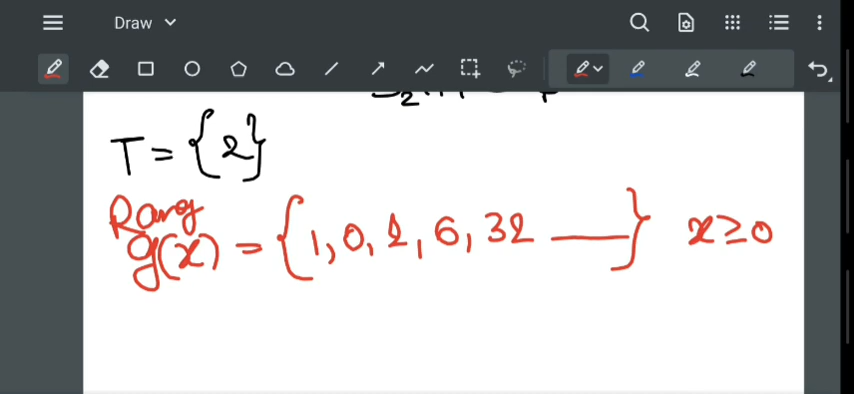 Draw
T = {2}
Rang
g(x) = {1, 0, 2, 6, 32 —} x ≥ 0